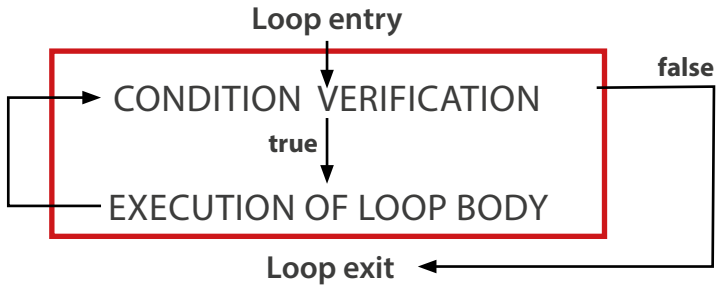 Loop entry
false
CONDITION VERIFICATION
true
EXECUTION OF LOOP BODY
Loop exit